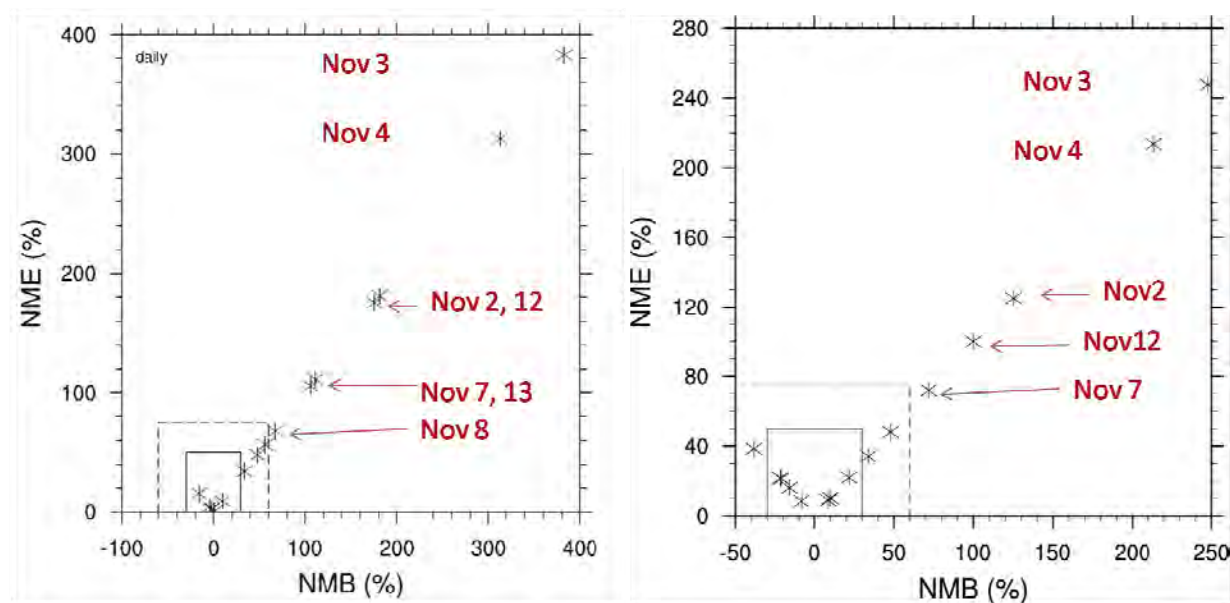 400
daily
Nov 3
Nov 4
300
NME (%)
200
Nov 2, 12
Nov 7, 13
100
Nov 8
0
-100 0 100 200 300 400
NMB (%)
280
240
Nov 3
200
Nov 4
160
NME (%)
120
Nov2
Nov12
80
Nov 7
40
0
-50 0 50 100 150 200 250
NMB (%)